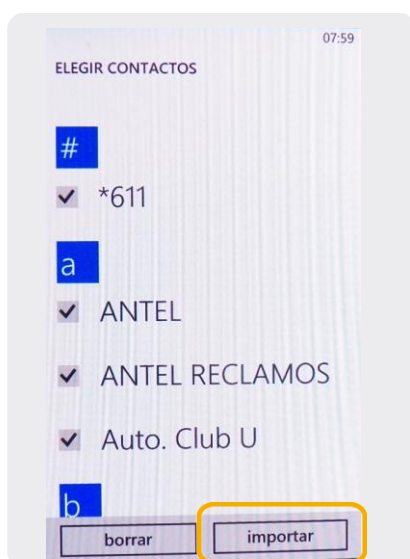 07:59
ELEGIR CONTACTOS
#
*611
a
ANTEL
ANTEL RECLAMOS
Auto. Club U
b
borrar
importar